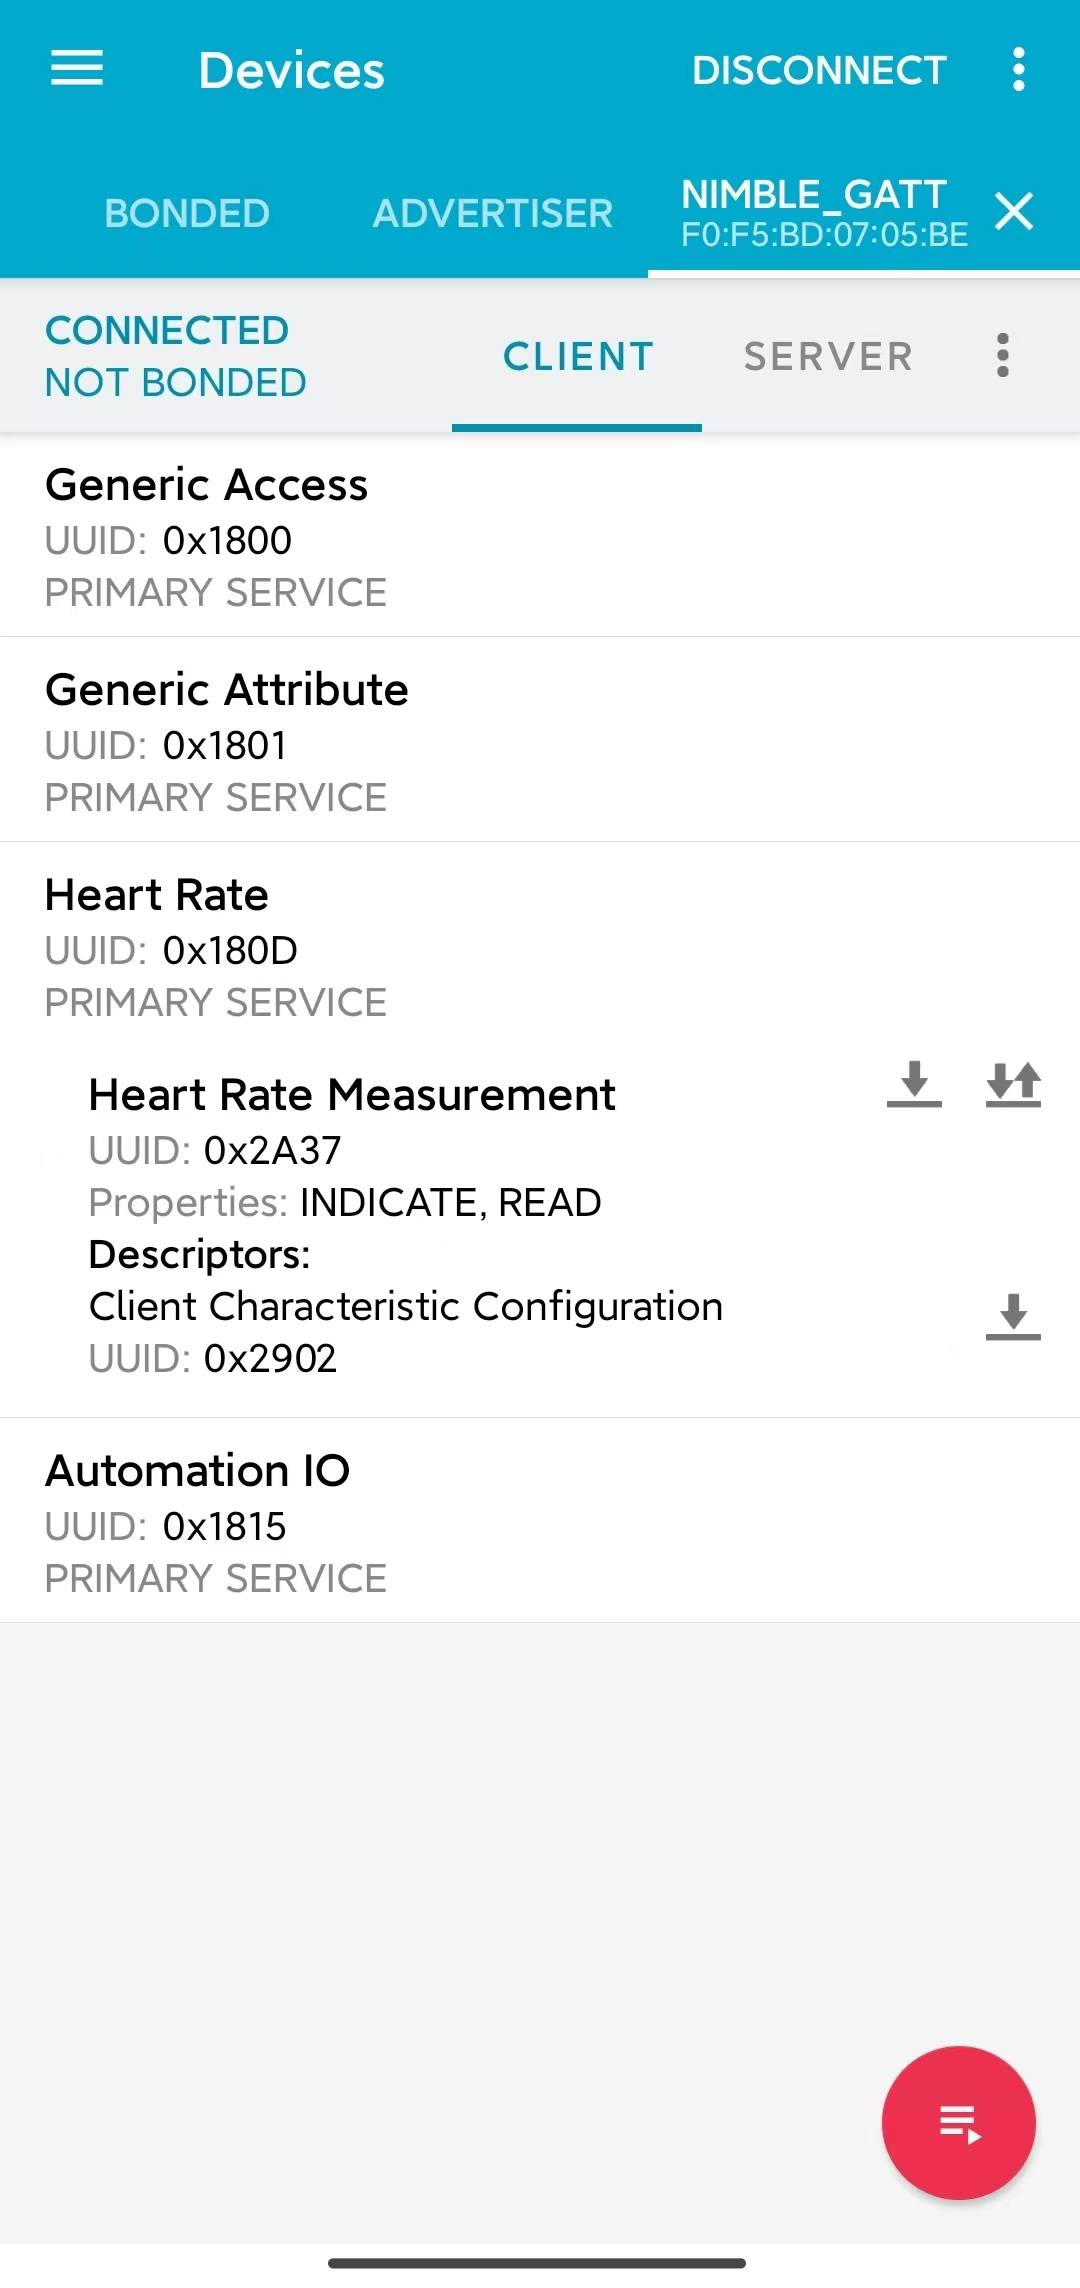 Devices
DISCONNECT
BONDED
ADVERTISER
NIMBLE_GATT
F0:F5:BD:07:05:BE
CONNECTED
NOT BONDED
CLIENT
SERVER
Generic Access
UUID: 0x1800
PRIMARY SERVICE
Generic Attribute
UUID: 0x1801
PRIMARY SERVICE
Heart Rate
UUID: 0x180D
PRIMARY SERVICE
Heart Rate Measurement
UUID: 0x2A37
Properties: INDICATE, READ
Descriptors:
Client Characteristic Configuration
UUID: 0x2902
Automation IO
UUID: 0x1815
PRIMARY SERVICE